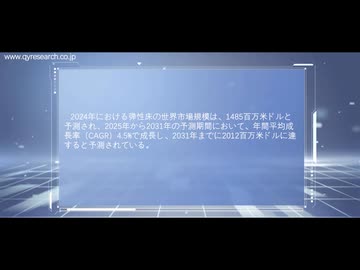 www.qyresearch.co.jp
2024年における弾性床の世界市場規模は、1485百万米ドルと
予測され、2025年から2031年の予測期間において、年間平均成
長率（CAGR）4.5%で成長し、2031年までに2012百万米ドルに達
すると予測されている。